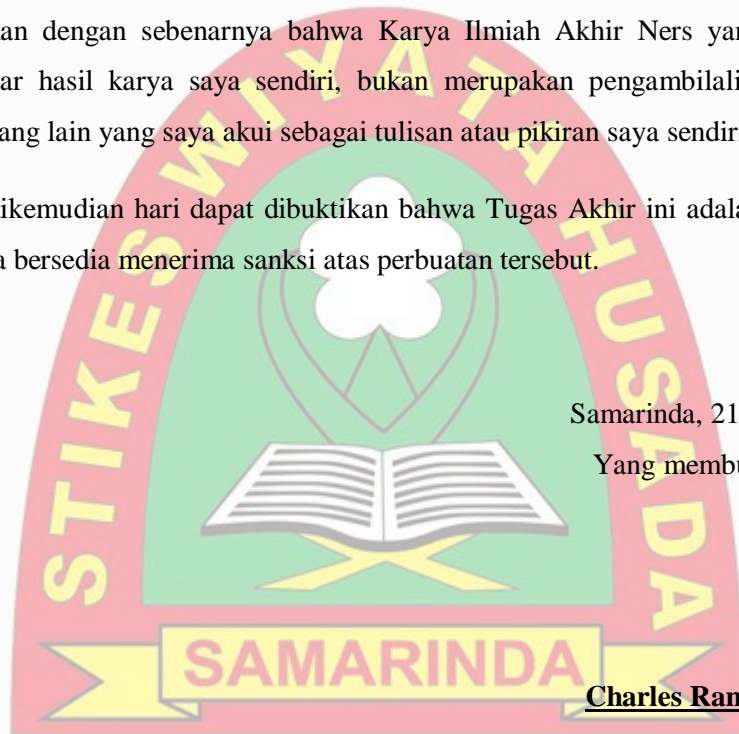 kan dengan sebenarnya bahwa Karya Ilmiah Akhir Ners yan
ar hasil karya saya sendiri, bukan merupakan pengambilali
ang lain yang saya akui sebagai tulisan atau pikiran saya sendiri
ikemudian hari dapat dibuktikan bahwa Tugas Akhir ini adala
a bersedia menerima sanksi atas perbuatan tersebut.
Samarinda, 21
Yang membu
Charles Ran
STIKES WIYATA HUSADA
SAMARINDA